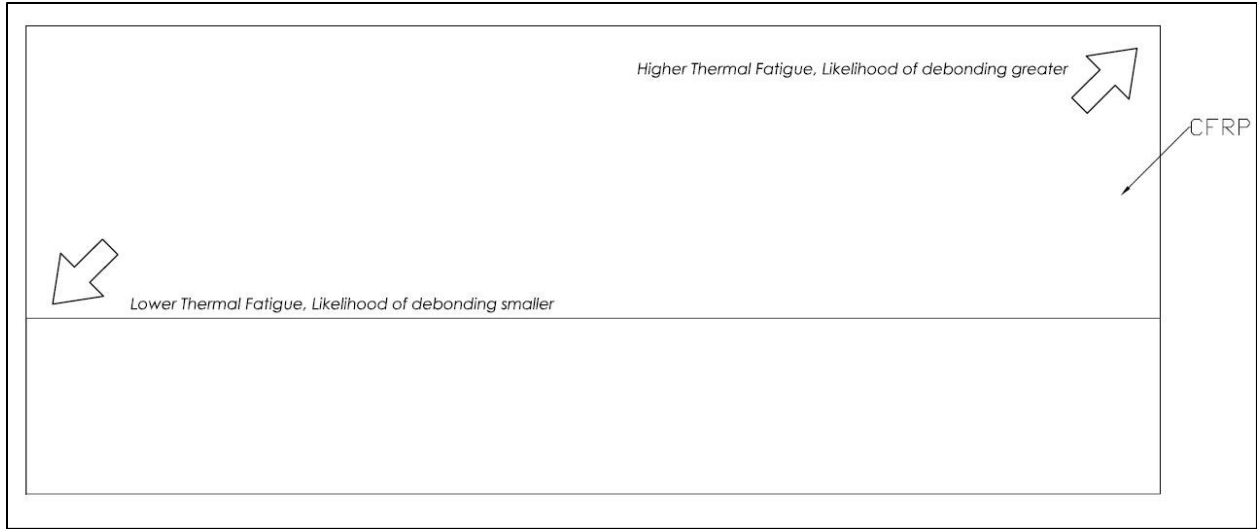 Higher Thermal Fatigue, Likelihood of debonding greater
CFRP
Lower Thermal Fatigue, Likelihood of debonding smaller